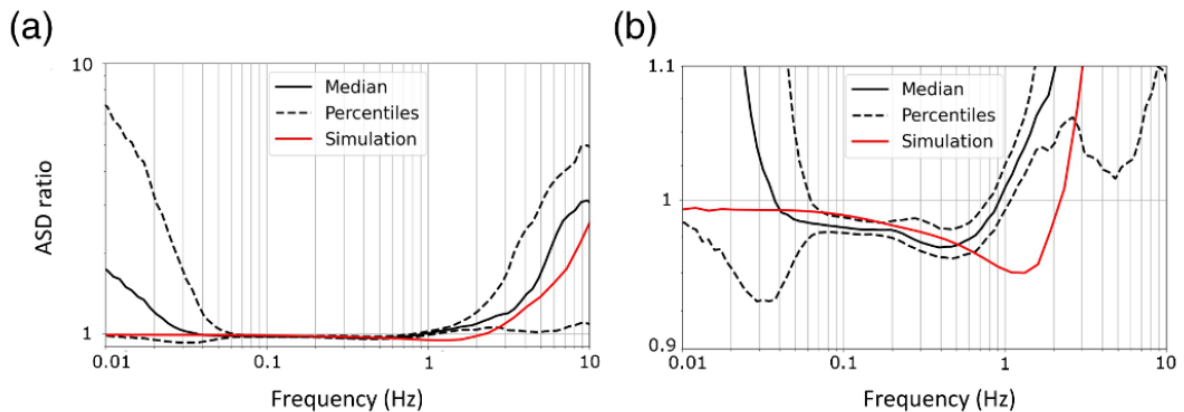 (a)
10
ASD ratio
1
Median
Percentiles
Simulation
0.01
0.1
1
10
Frequency (Hz)
(b)
1.1
1
0.9
Median
Percentiles
Simulation
0.01
0.1
1
10
Frequency (Hz)